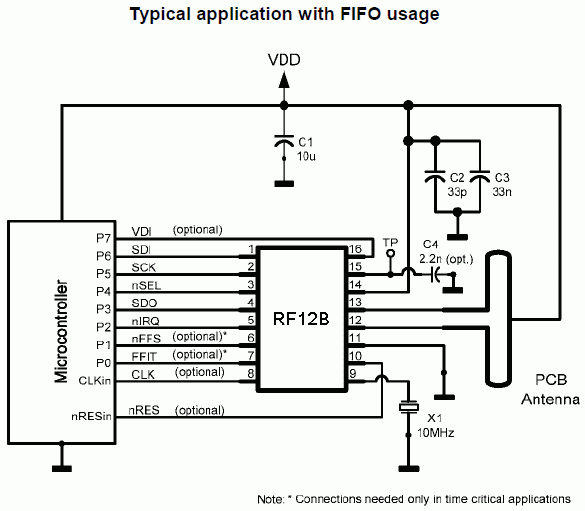 Typical application with FIFO usage
VDD
C1
10u
C2
33p
C3
33n
TP
C4
2.2n (opt.)
Microcontroller
P7 VDI (optional) 16
P6 SDI 1 15
P5 SCK 2 14
P4 nSEL 3 13
P3 SDO 4 12
P2 nIRQ 5 11
P1 nFFS (optional)* 6 10
P0 FFIT (optional)* 7 9
CLKin CLK (optional) 8
nRESin nRES (optional)
RF12B
X1
10MHz
PCB
Antenna
Note: * Connections needed only in time critical applications